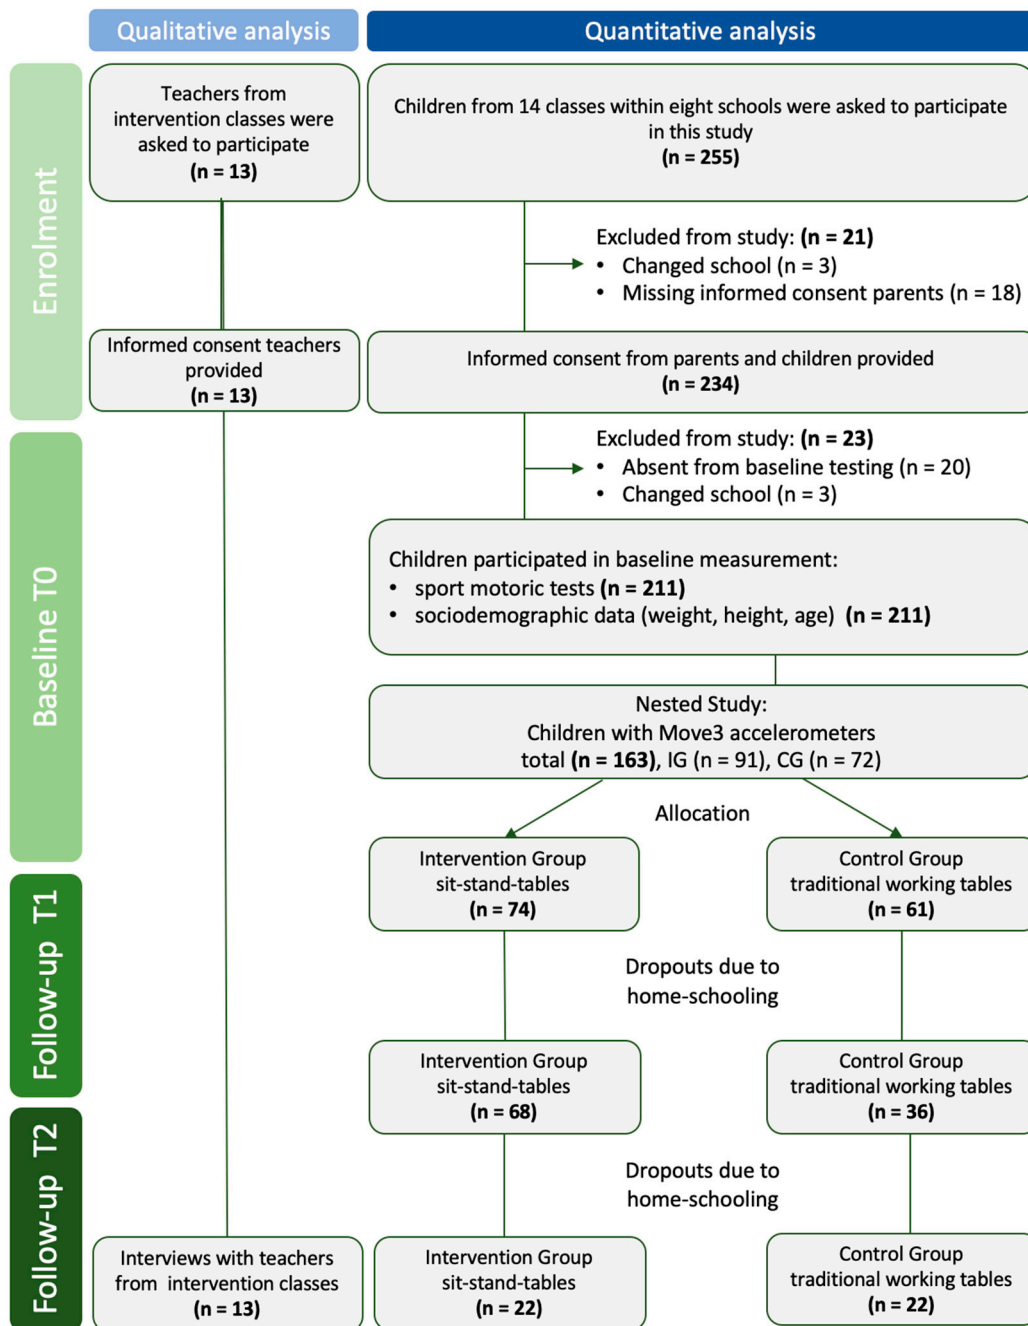 Qualitative analysis
Quantitative analysis
Enrolment
Teachers from
intervention classes were
asked to participate
(n = 13)
Children from 14 classes within eight schools were asked to participate
in this study
(n = 255)
Excluded from study: (n = 21)
• Changed school (n = 3)
• Missing informed consent parents (n = 18)
Informed consent teachers
provided
(n = 13)
Informed consent from parents and children provided
(n = 234)
Baseline T0
Excluded from study: (n = 23)
• Absent from baseline testing (n = 20)
• Changed school (n = 3)
Children participated in baseline measurement:
• sport motoric tests (n = 211)
• sociodemographic data (weight, height, age) (n = 211)
Nested Study:
Children with Move3 accelerometers
total (n = 163), IG (n = 91), CG (n = 72)
Allocation
Intervention Group
sit-stand-tables
(n = 74)
Control Group
traditional working tables
(n = 61)
Follow-up T1
Dropouts due to
home-schooling
Intervention Group
sit-stand-tables
(n = 68)
Control Group
traditional working tables
(n = 36)
Follow-up T2
Dropouts due to
home-schooling
Interviews with teachers
from intervention classes
(n = 13)
Intervention Group
sit-stand-tables
(n = 22)
Control Group
traditional working tables
(n = 22)